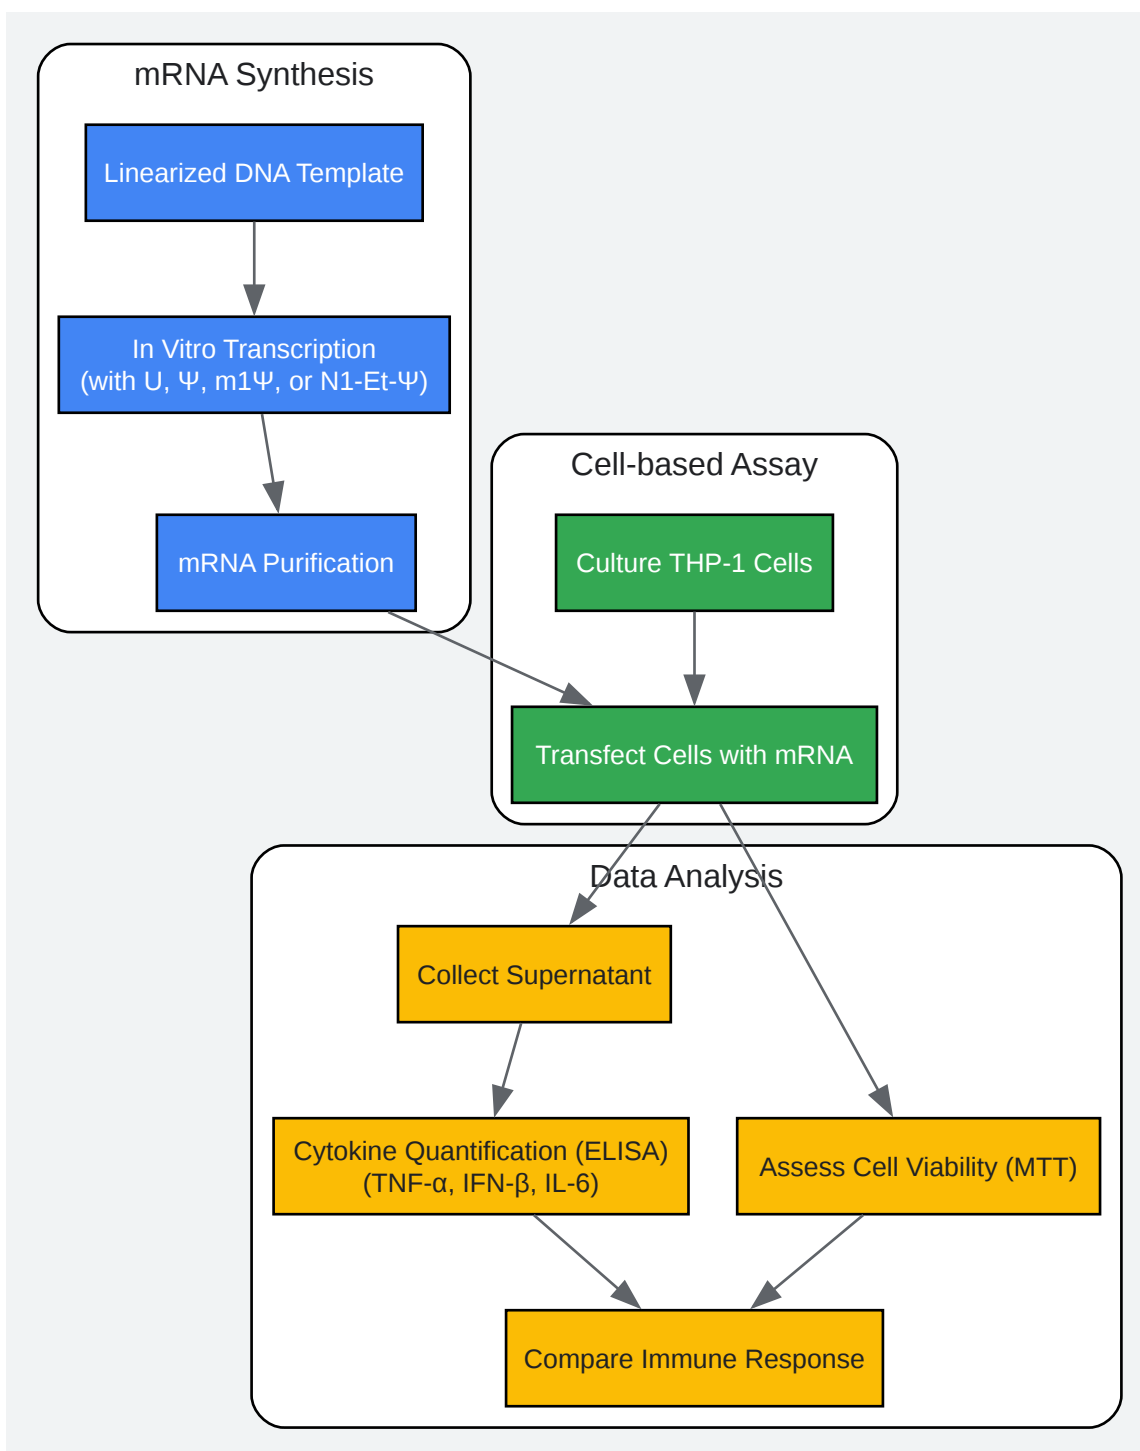 mRNA Synthesis
Linearized DNA Template
In Vitro Transcription
(with U, Ψ, m1Ψ, or N1-Et-Ψ)
mRNA Purification
Cell-based Assay
Culture THP-1 Cells
Transfect Cells with mRNA
Data Analysis
Collect Supernatant
Cytokine Quantification (ELISA)
(TNF-α, IFN-β, IL-6)
Assess Cell Viability (MTT)
Compare Immune Response